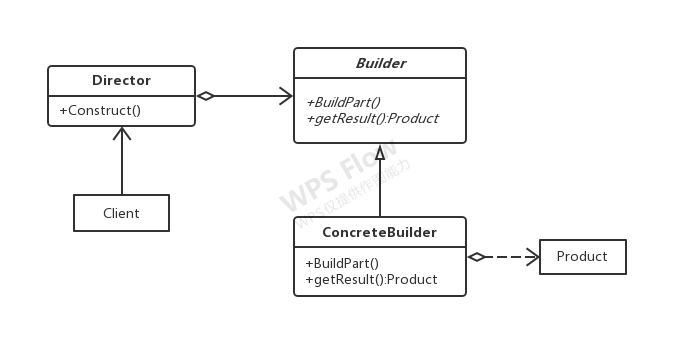 Director
+Construct()
Builder
+BuildPart()
+getResult():Product
Client
WPS Flow
WPS仅提供作图能力
ConcreteBuilder
+BuildPart()
+getResult():Product
Product